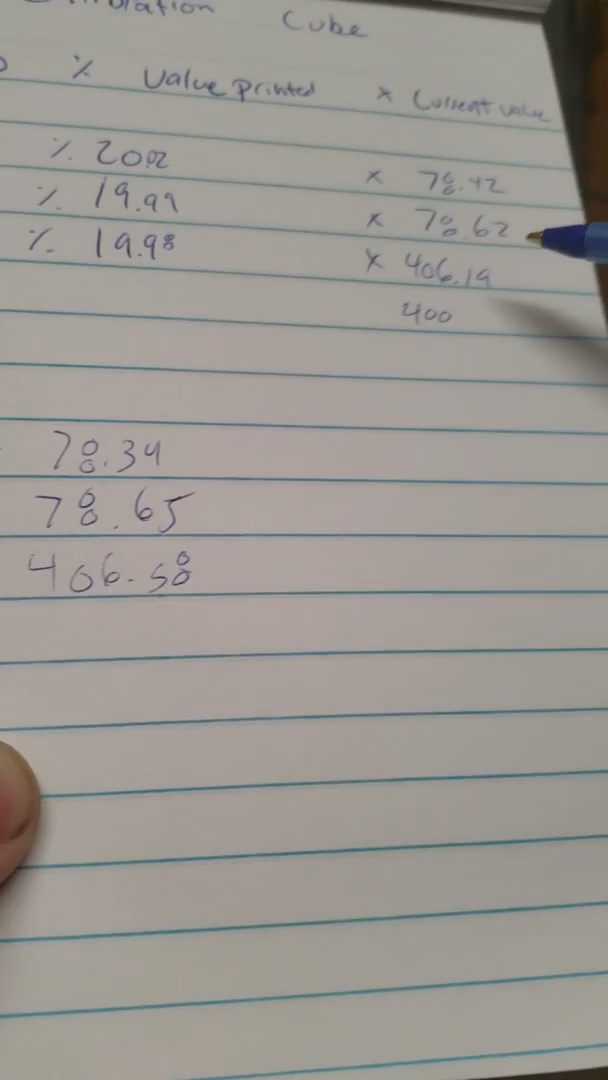 Cube
% Value Printed × Current Value
% 20.02 × 78.42
% 19.99 × 78.62
% 19.98 × 406.19
400
78.34
78.65
406.58